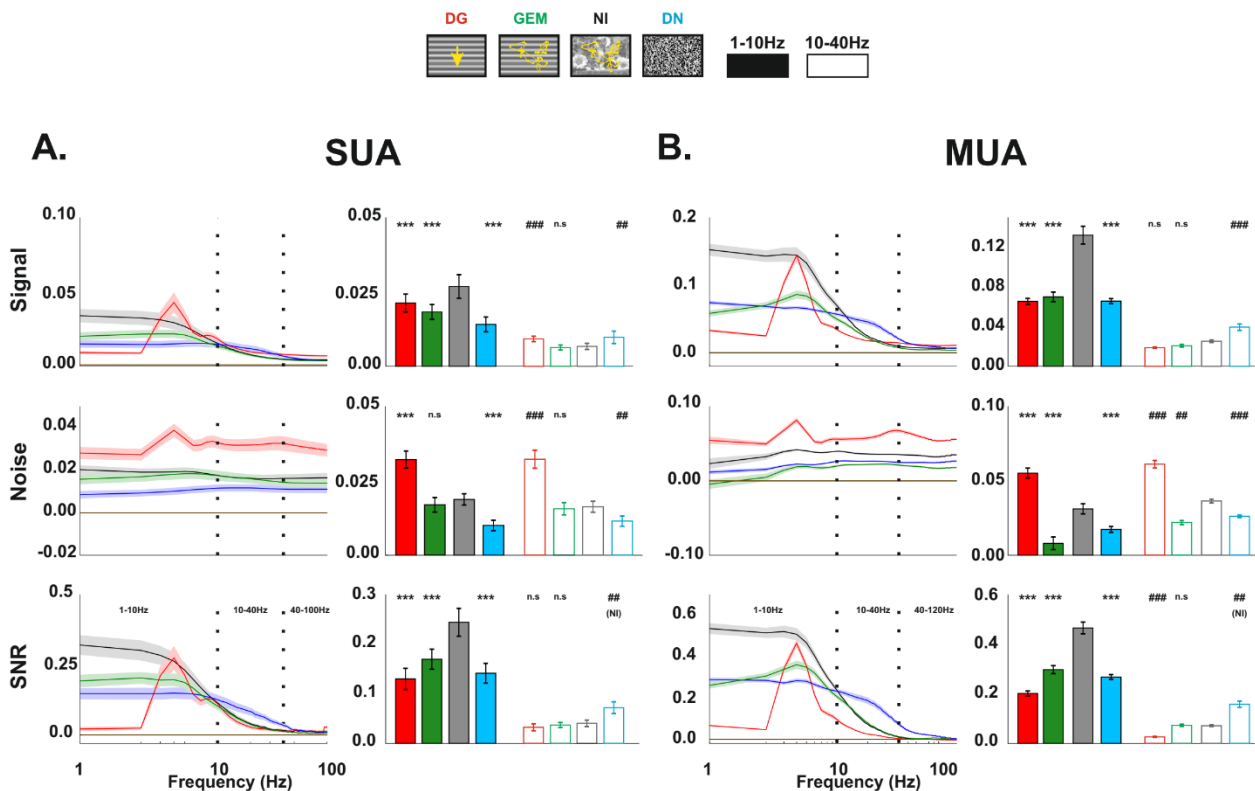 DG GEM NI DN
1-10Hz 10-40Hz
A. SUA
B. MUA
Signal
0.10
0.05
0.00
0.05
*** *** *** ### n.s ##
0.025
0.00
0.2
0.1
0.0
*** *** *** n.s n.s ###
0.12
0.08
0.04
0.00
Noise
0.04
0.02
0.00
-0.02
0.05
*** n.s *** ### n.s ##
0.025
0.00
0.10
0.00
-0.10
0.10
*** *** *** ### ## ###
0.05
0.00
SNR
0.5
0.25
0.0
1-10Hz 10-40Hz 40-100Hz
0.3
*** *** *** n.s n.s ##
(NI)
0.2
0.1
0.0
0.6
0.4
0.2
0.0
1-10Hz 10-40Hz 40-120Hz
0.6
*** *** *** ### n.s ##
(NI)
0.4
0.2
0.0
1 10 100
Frequency (Hz)
1 10 100
Frequency (Hz)